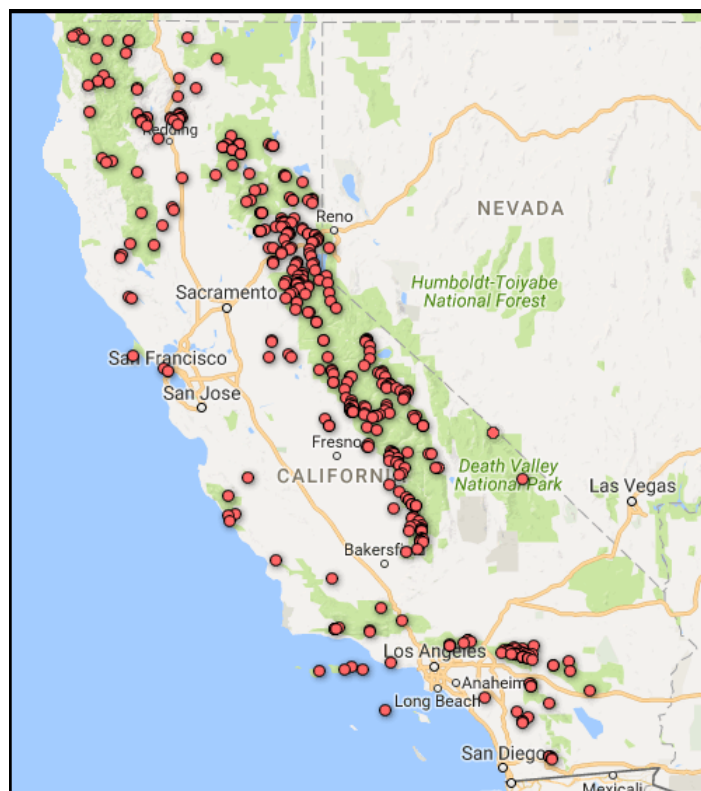 Redding
Reno
NEVADA
Humboldt-Toiyabe
National Forest
Sacramento
San Francisco
San Jose
Fresno
CALIFORNI
Death Valley
National Park
Las Vegas
Bakersfi
Los Angeles
Anaheim
Long Beach
San Diego
Mexicali